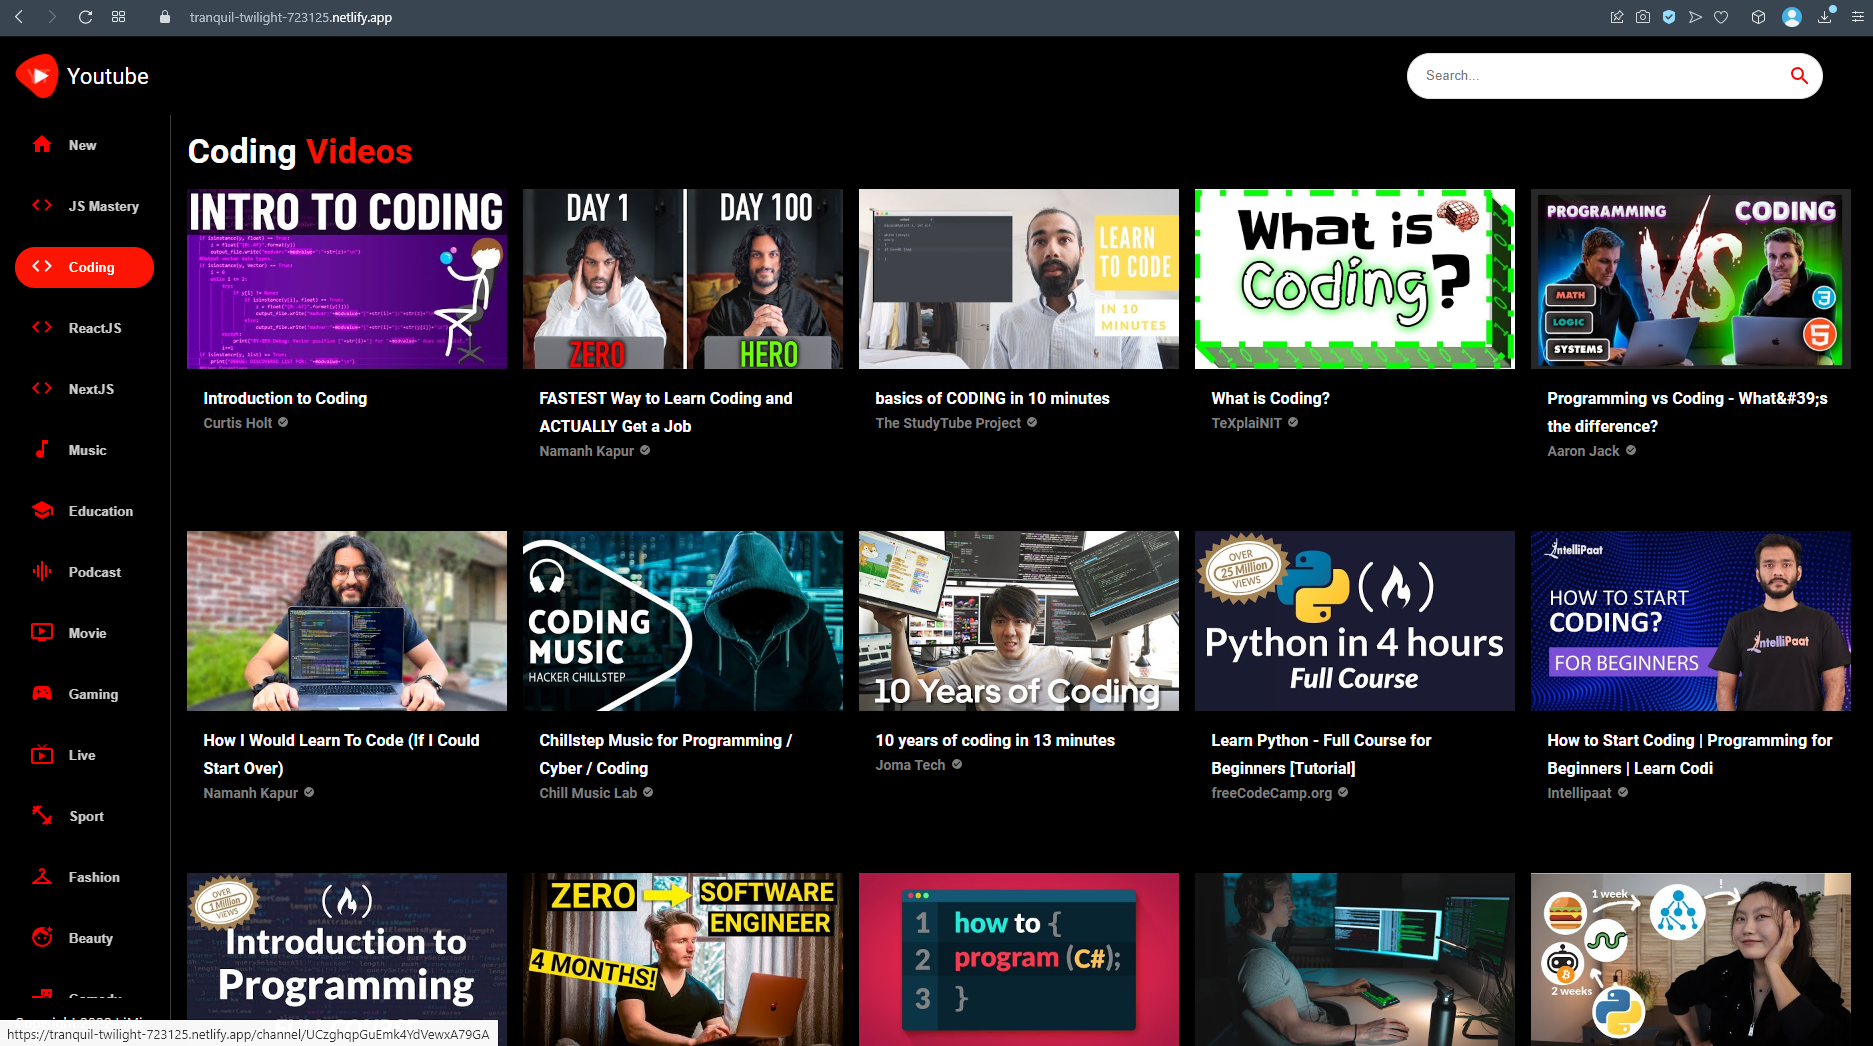 tranquil-twilight-723125.netlify.app
Youtube
Search...
New
JS Mastery
Coding
ReactJS
NextJS
Music
Education
Podcast
Movie
Gaming
Live
Sport
Fashion
Beauty
Coding Videos
INTRO TO CODING
DAY 1
DAY 100
ZERO
HERO
LEARN
TO CODE
IN 10
MINUTES
What is
Coding?
PROGRAMMING
CODING
VS
MATH
LOGIC
SYSTEMS
Introduction to Coding
Curtis Holt
FASTEST Way to Learn Coding and
ACTUALLY Get a Job
Namanh Kapur
basics of CODING in 10 minutes
The StudyTube Project
What is Coding?
TeXplaiNIT
Programming vs Coding - What&#39;s
the difference?
Aaron Jack
CODING
MUSIC
HACKER CHILLSTEP
10 Years of Coding
OVER
25 Million
VIEWS
Python in 4 hours
Full Course
IntelliPaat
HOW TO START
CODING?
FOR BEGINNERS
IntelliPaat
How I Would Learn To Code (If I Could
Start Over)
Namanh Kapur
Chillstep Music for Programming /
Cyber / Coding
Chill Music Lab
10 years of coding in 13 minutes
Joma Tech
Learn Python - Full Course for
Beginners [Tutorial]
freeCodeCamp.org
How to Start Coding | Programming for
Beginners | Learn Codi
Intellipaat
OVER
1 Million
VIEWS
Introduction to
Programming
ZERO
SOFTWARE
ENGINEER
4 MONTHS!
1 how to {
2 program (C#);
3 }
1 week
!
2 weeks
https://tranquil-twilight-723125.netlify.app/channel/UCzghqpGuEmk4YdVewxA79GA